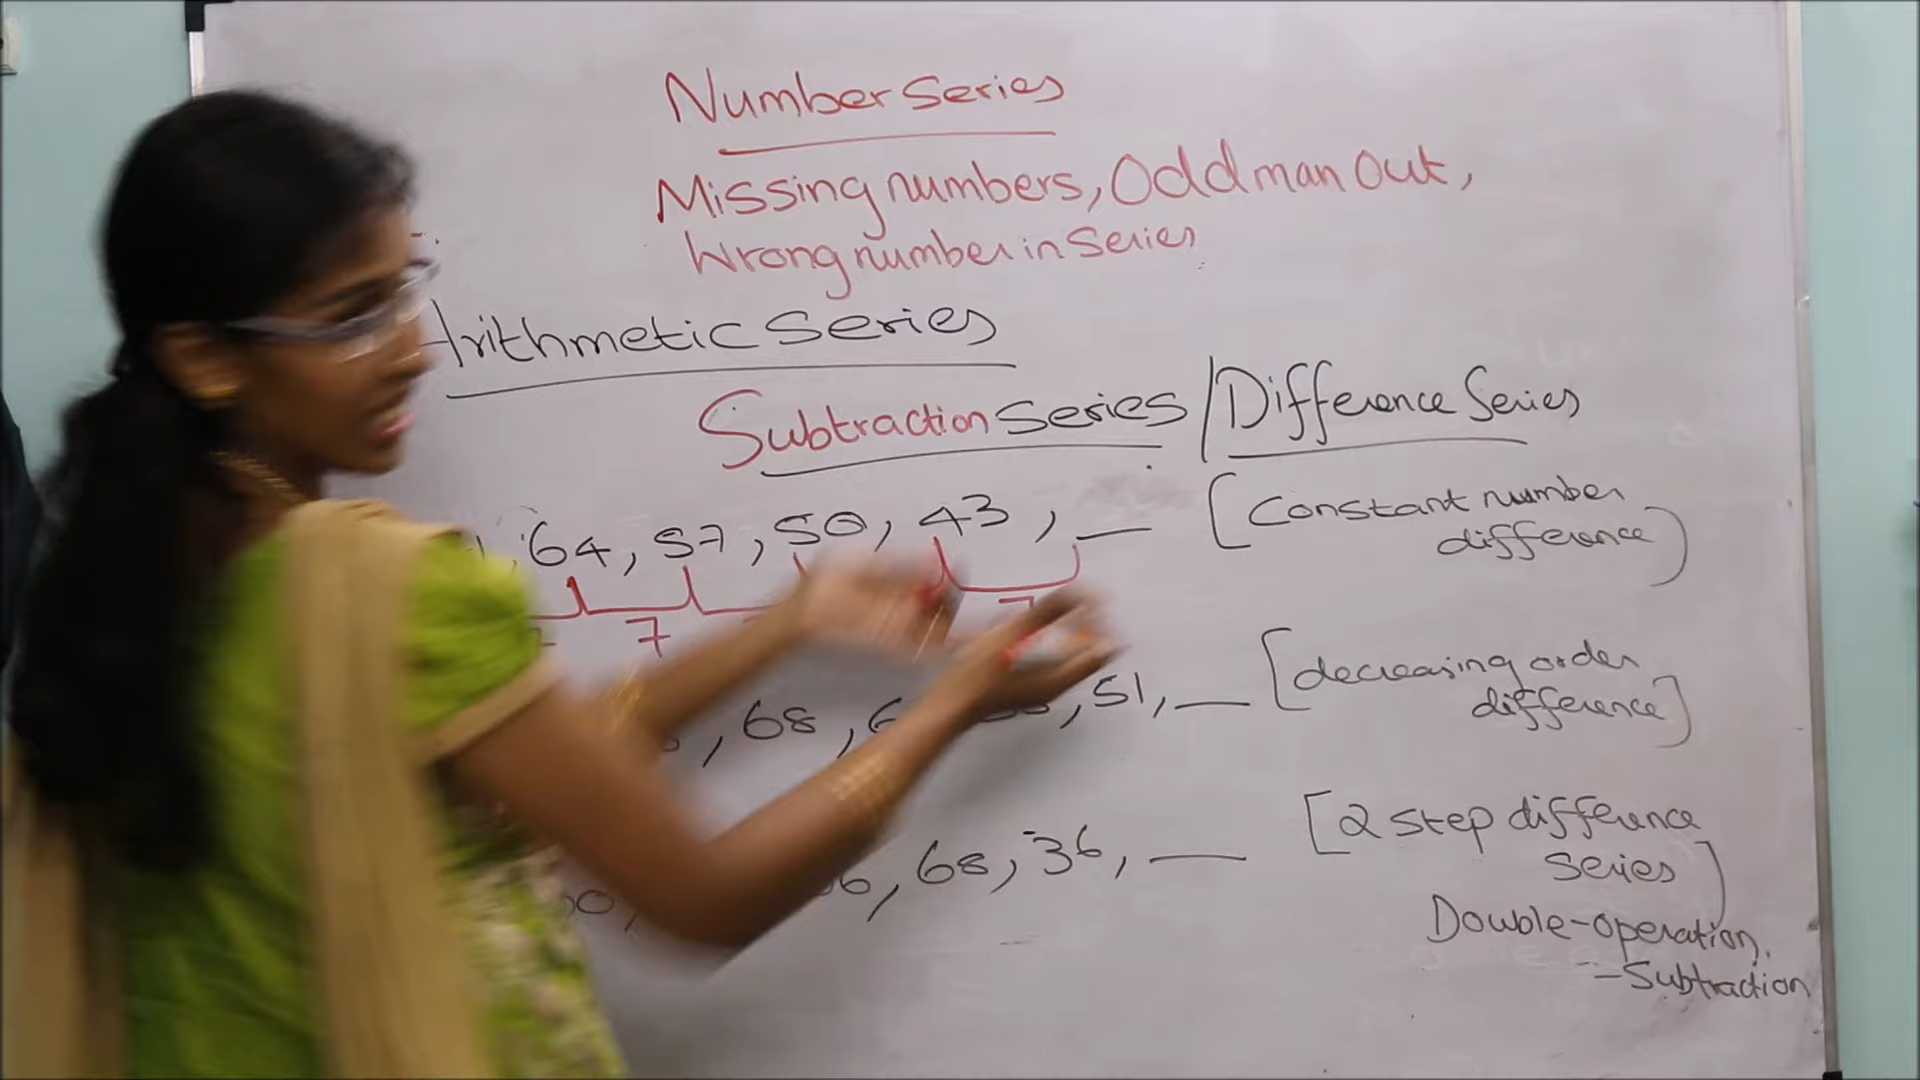 Number Series
Missing numbers, Odd man Out,
Wrong number in Series
Arithmetic Series
Subtraction Series / Difference Series
64, 57, 50, 43, __ [Constant number
difference]
7 7
, 68, 51, __ [decreasing order
difference]
68, 36, __ [2 step difference
Series]
Double-operation.
- Subtraction